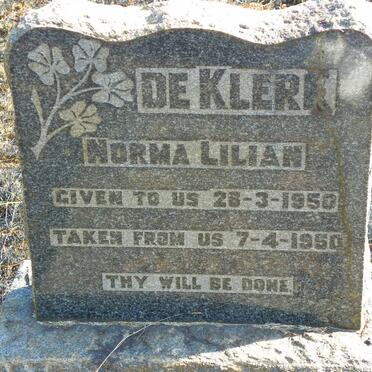 DE KLERK
NORMA LILIAN
GIVEN TO US 28-3-1950
TAKEN FROM US 7-4-1950
THY WILL BE DONE